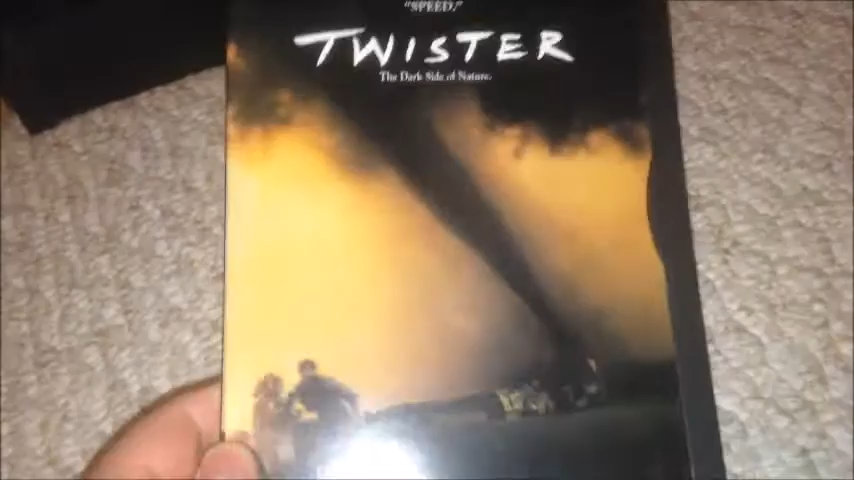 "SPEED."
TWISTER
The Dark Side of Nature.